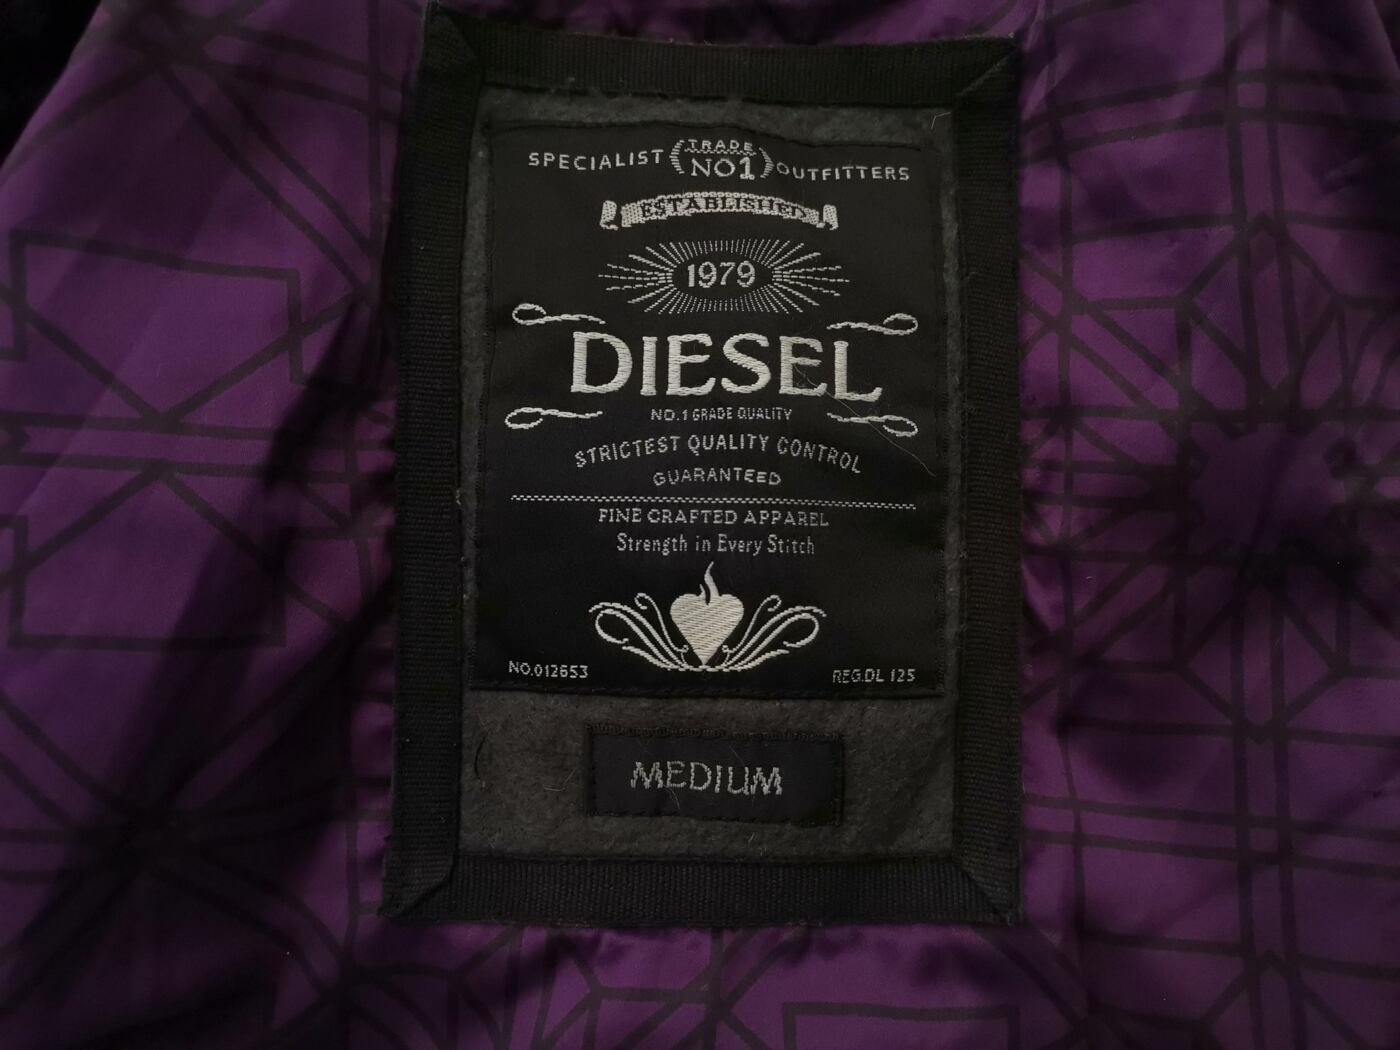 SPECIALIST TRADE NO1 OUTFITTERS
ESTABLISHED
1979
DIESEL
NO.1 GRADE QUALITY
STRICTEST QUALITY CONTROL
GUARANTEED
FINE CRAFTED APPAREL
Strength in Every Stitch
NO.012653 REG.DL 125
MEDIUM